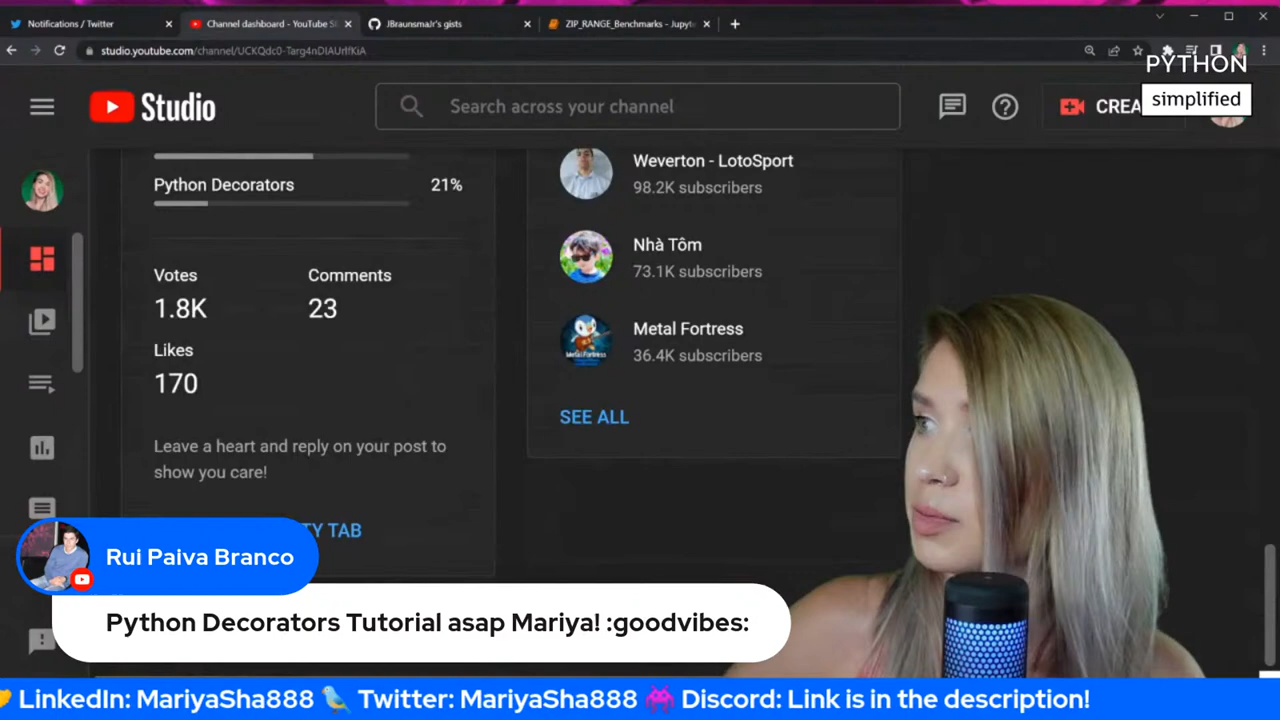 Notifications / Twitter
Channel dashboard - YouTube St
JBraunsmaJr's gists
ZIP_RANGE_Benchmarks - Jupyte
studio.youtube.com/channel/UCKQdc0-Targ4nDIAUrffKiA
PYTHON
simplified
Studio
Search across your channel
CREA
Weverton - LotoSport
98.2K subscribers
Python Decorators
21%
Nhà Tôm
73.1K subscribers
Votes
Comments
1.8K
23
Metal Fortress
36.4K subscribers
Likes
170
SEE ALL
Leave a heart and reply on your post to
show you care!
TY TAB
Rui Paiva Branco
Python Decorators Tutorial asap Mariya! :goodvibes:
LinkedIn: MariyaSha888 Twitter: MariyaSha888 Discord: Link is in the description!